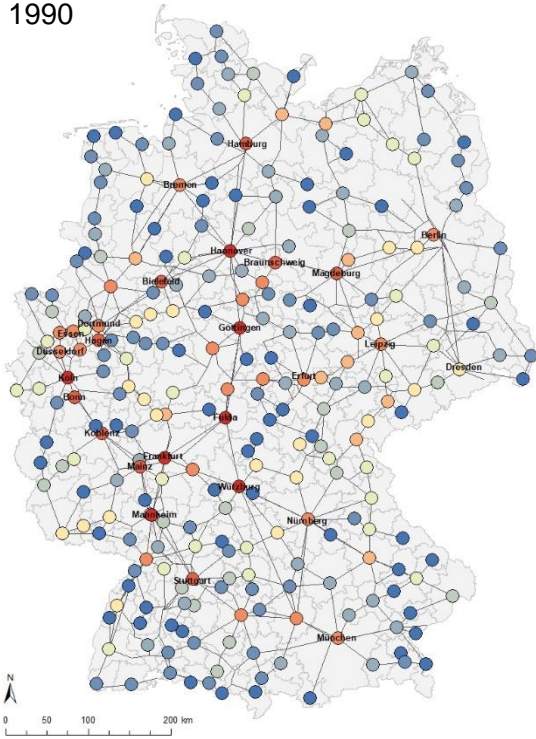 1990
Hamburg
Bremen
Berlin
Hannover
Braunschweig
Magdeburg
Bielefeld
Dortmund
Essen
Hagen
Göttingen
Düsseldorf
Leipzig
Köln
Erfurt
Dresden
Bonn
Fulda
Koblenz
Frankfurt
Mainz
Würzburg
Mannheim
Nürnberg
Stuttgart
München
N
0 50 100 200 km